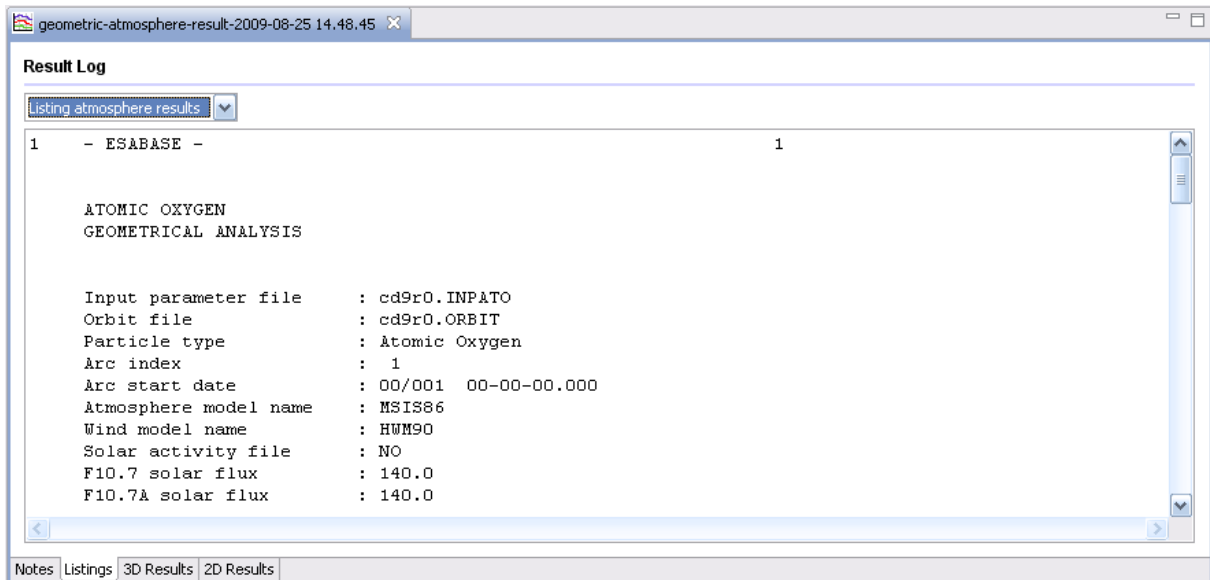 geometric-atmosphere-result-2009-08-25 14.48.45
Result Log
Listing atmosphere results
1 - ESABASE - 1
ATOMIC OXYGEN
GEOMETRICAL ANALYSIS
Input parameter file : cd9r0.INPATO
Orbit file : cd9r0.ORBIT
Particle type : Atomic Oxygen
Arc index : 1
Arc start date : 00/001 00-00-00.000
Atmosphere model name : MSIS86
Wind model name : HWM90
Solar activity file : NO
F10.7 solar flux : 140.0
F10.7A solar flux : 140.0
Notes Listings 3D Results 2D Results